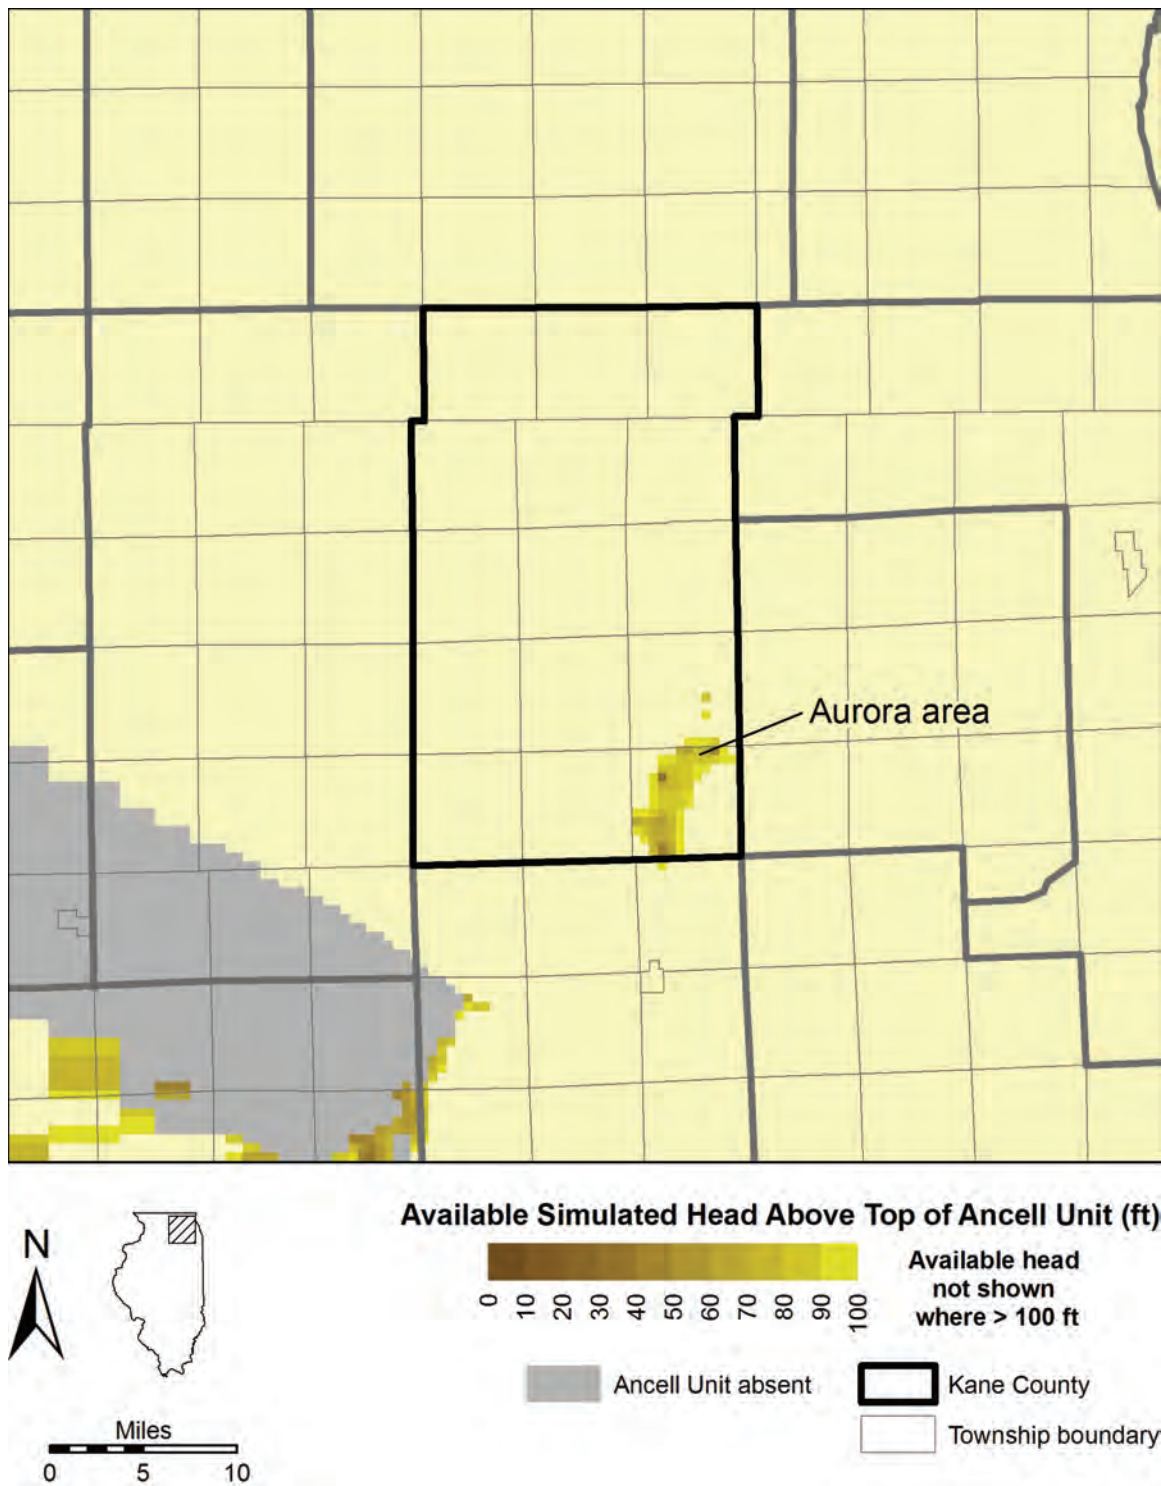 Aurora area
Available Simulated Head Above Top of Ancell Unit (ft)
N
Available head
not shown
where > 100 ft
0 10 20 30 40 50 60 70 80 90 100
Ancell Unit absent
Kane County
Township boundary
Miles
0 5 10